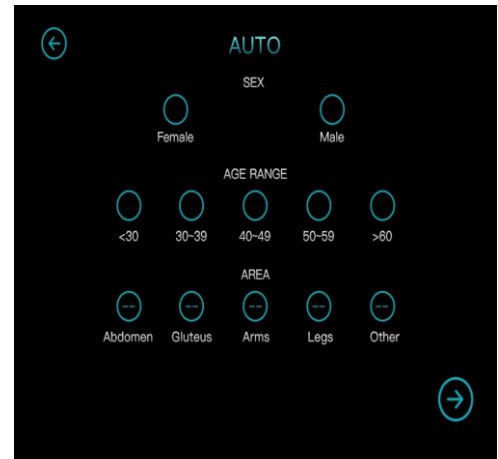 AUTO
SEX
Female Male
AGE RANGE
<30 30~39 40~49 50~59 >60
AREA
-- -- -- -- --
Abdomen Gluteus Arms Legs Other